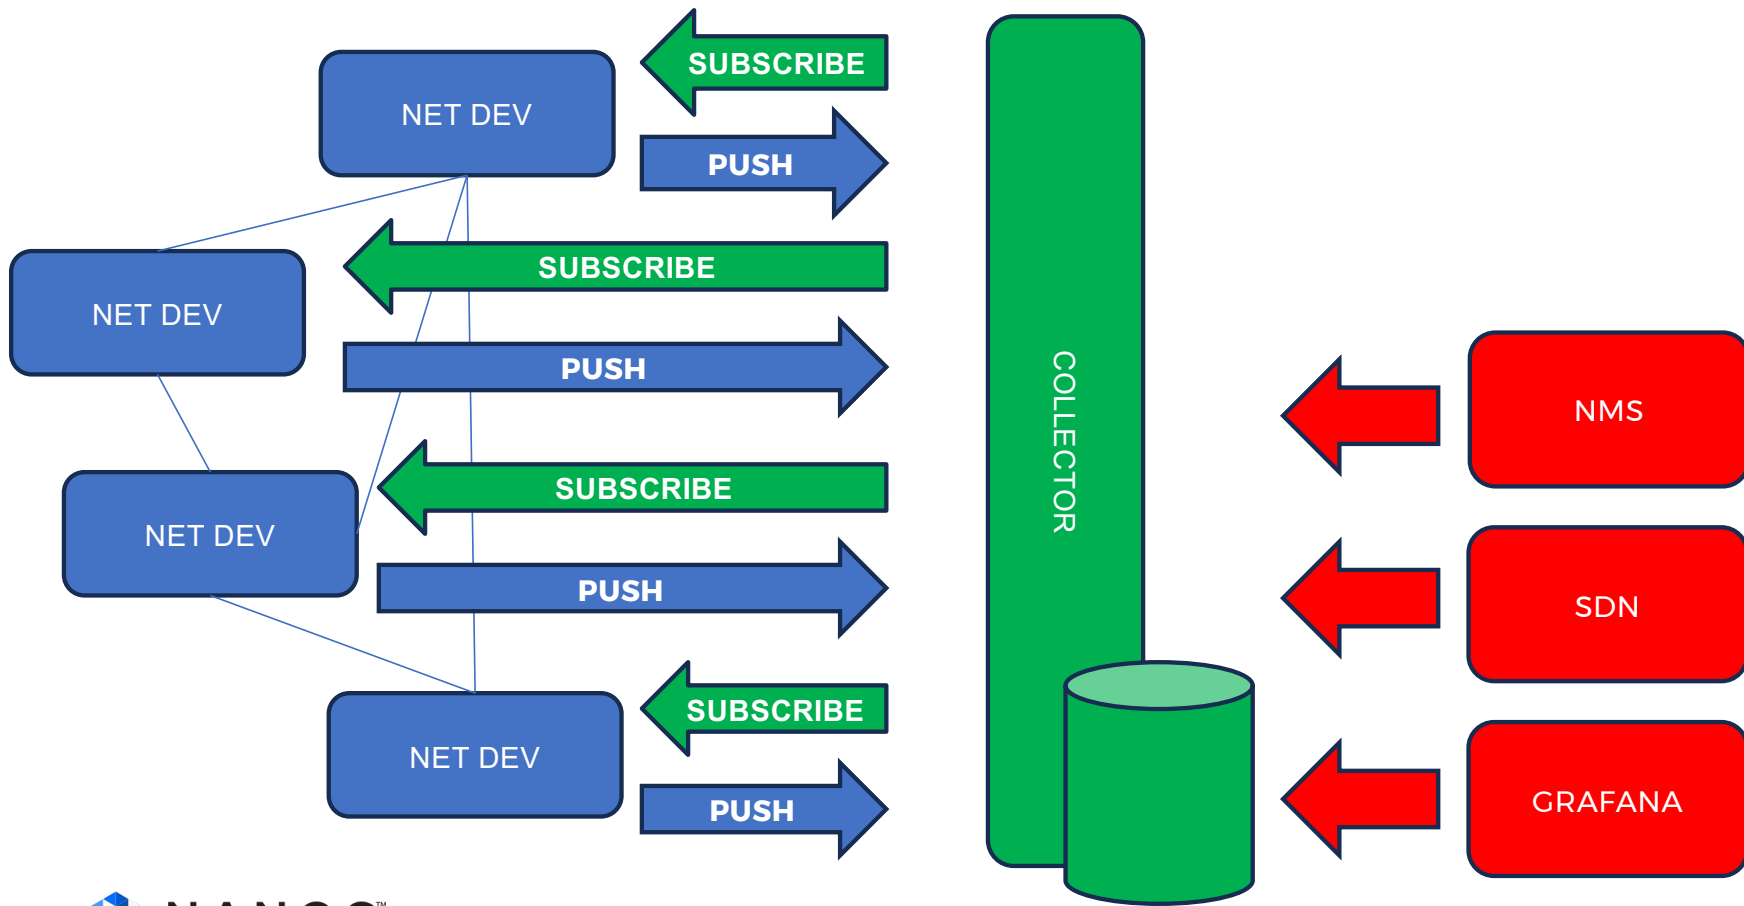 SUBSCRIBE
NET DEV
PUSH
SUBSCRIBE
NET DEV
PUSH
COLLECTOR
NMS
SUBSCRIBE
NET DEV
PUSH
SDN
SUBSCRIBE
NET DEV
PUSH
GRAFANA